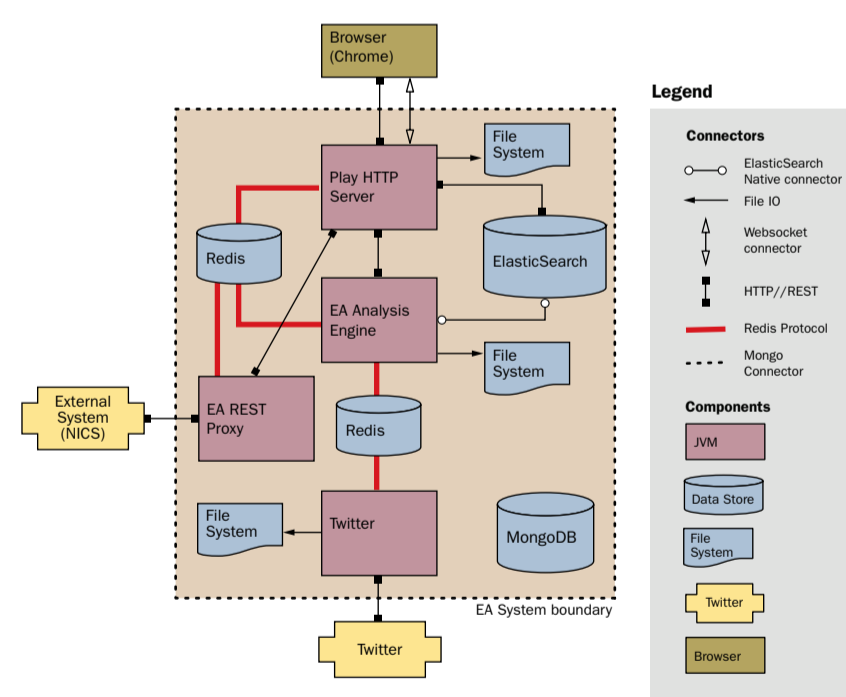 Browser
(Chrome)
File
System
Play HTTP
Server
Redis
ElasticSearch
EA Analysis
Engine
File
System
External
System
(NICS)
EA REST
Proxy
Redis
File
System
Twitter
MongoDB
EA System boundary
Twitter
Legend
Connectors
ElasticSearch
Native connector
File IO
Websocket
connector
HTTP//REST
Redis Protocol
Mongo
Connector
Components
JVM
Data Store
File
System
Twitter
Browser